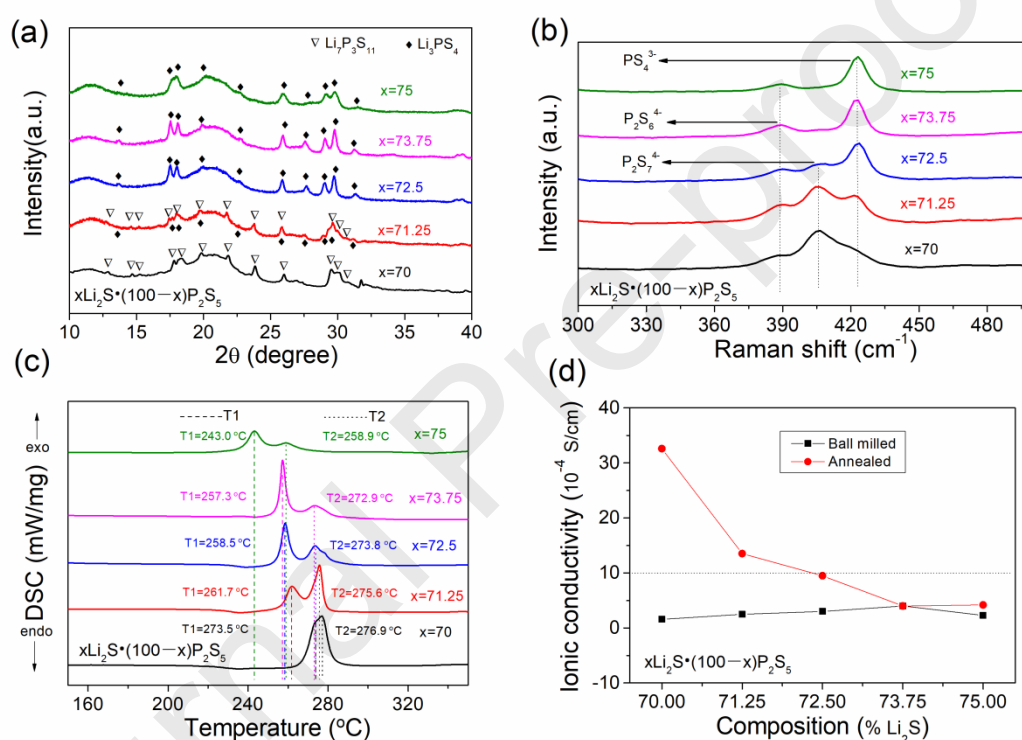 (a)
▽ Li₇P₃S₁₁ ♦ Li₃PS₄
x=75
x=73.75
x=72.5
x=71.25
x=70
xLi₂S•(100—x)P₂S₅
Intensity(a.u.)
10 15 20 25 30 35 40
2θ (degree)
(b)
PS₄³⁻
x=75
P₂S₆⁴⁻
x=73.75
P₂S₇⁴⁻
x=72.5
x=71.25
x=70
xLi₂S•(100—x)P₂S₅
Intensity (a.u.)
300 330 360 390 420 450 480
Raman shift (cm⁻¹)
(c)
T1 T2
T1=243.0 °C T2=258.9 °C x=75
T1=257.3 °C T2=272.9 °C x=73.75
T1=258.5 °C T2=273.8 °C x=72.5
T1=261.7 °C T2=275.6 °C x=71.25
T1=273.5 °C T2=276.9 °C x=70
xLi₂S•(100—x)P₂S₅
exo
DSC (mW/mg)
endo
160 200 240 280 320
Temperature (°C)
(d)
40
30
20
10
0
-10
Ball milled
Annealed
xLi₂S•(100—x)P₂S₅
Ionic conductivity (10⁻⁴ S/cm)
70.00 71.25 72.50 73.75 75.00
Composition (% Li₂S)
rnal Pre-proo